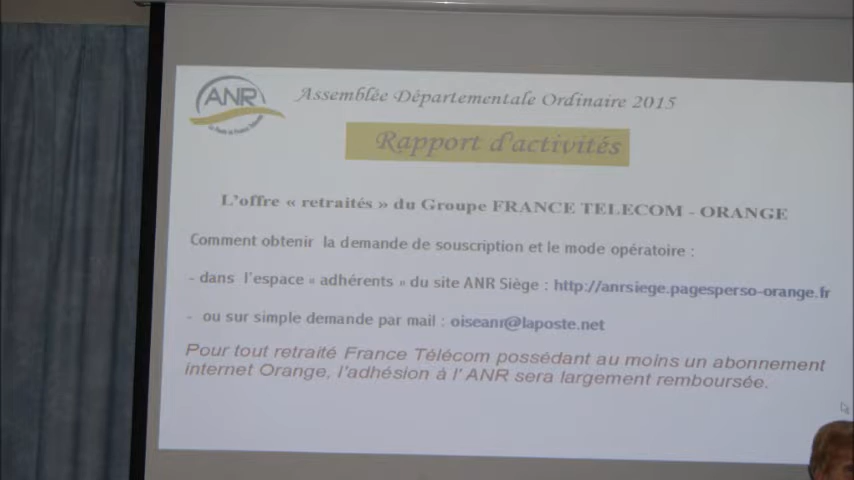 ANR
Assemblée Départementale Ordinaire 2015
Rapport d'activités
L'offre « retraités » du Groupe FRANCE TELECOM - ORANGE
Comment obtenir la demande de souscription et le mode opératoire :
- dans l'espace « adhérents » du site ANR Siège : http://anrsiege.pagesperso-orange.fr
- ou sur simple demande par mail : oiseanr@laposte.net
Pour tout retraité France Télécom possédant au moins un abonnement
internet Orange, l'adhésion à l' ANR sera largement remboursée.